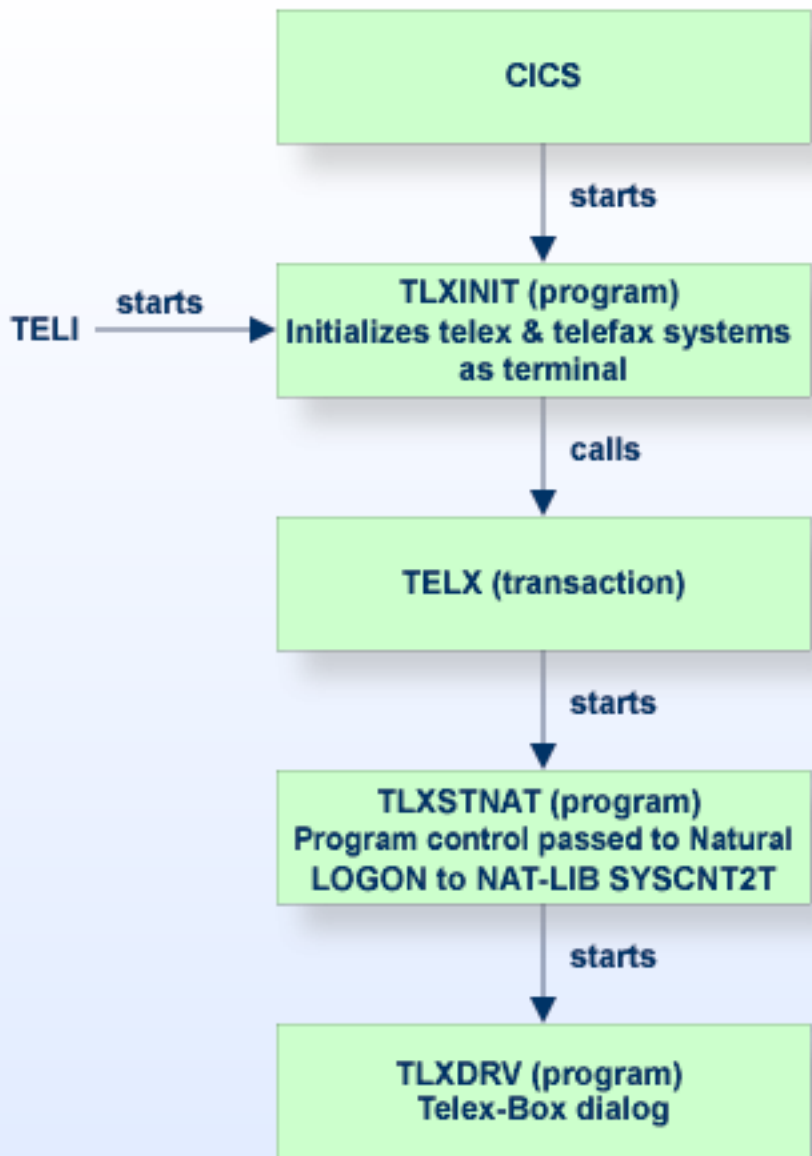 CICS
starts
TLXINIT (program)
Initializes telex & telefax systems
as terminal
starts
TELI
calls
TELX (transaction)
starts
TLXSTNAT (program)
Program control passed to Natural
LOGON to NAT-LIB SYSCNT2T
starts
TLXDRV (program)
Telex-Box dialog